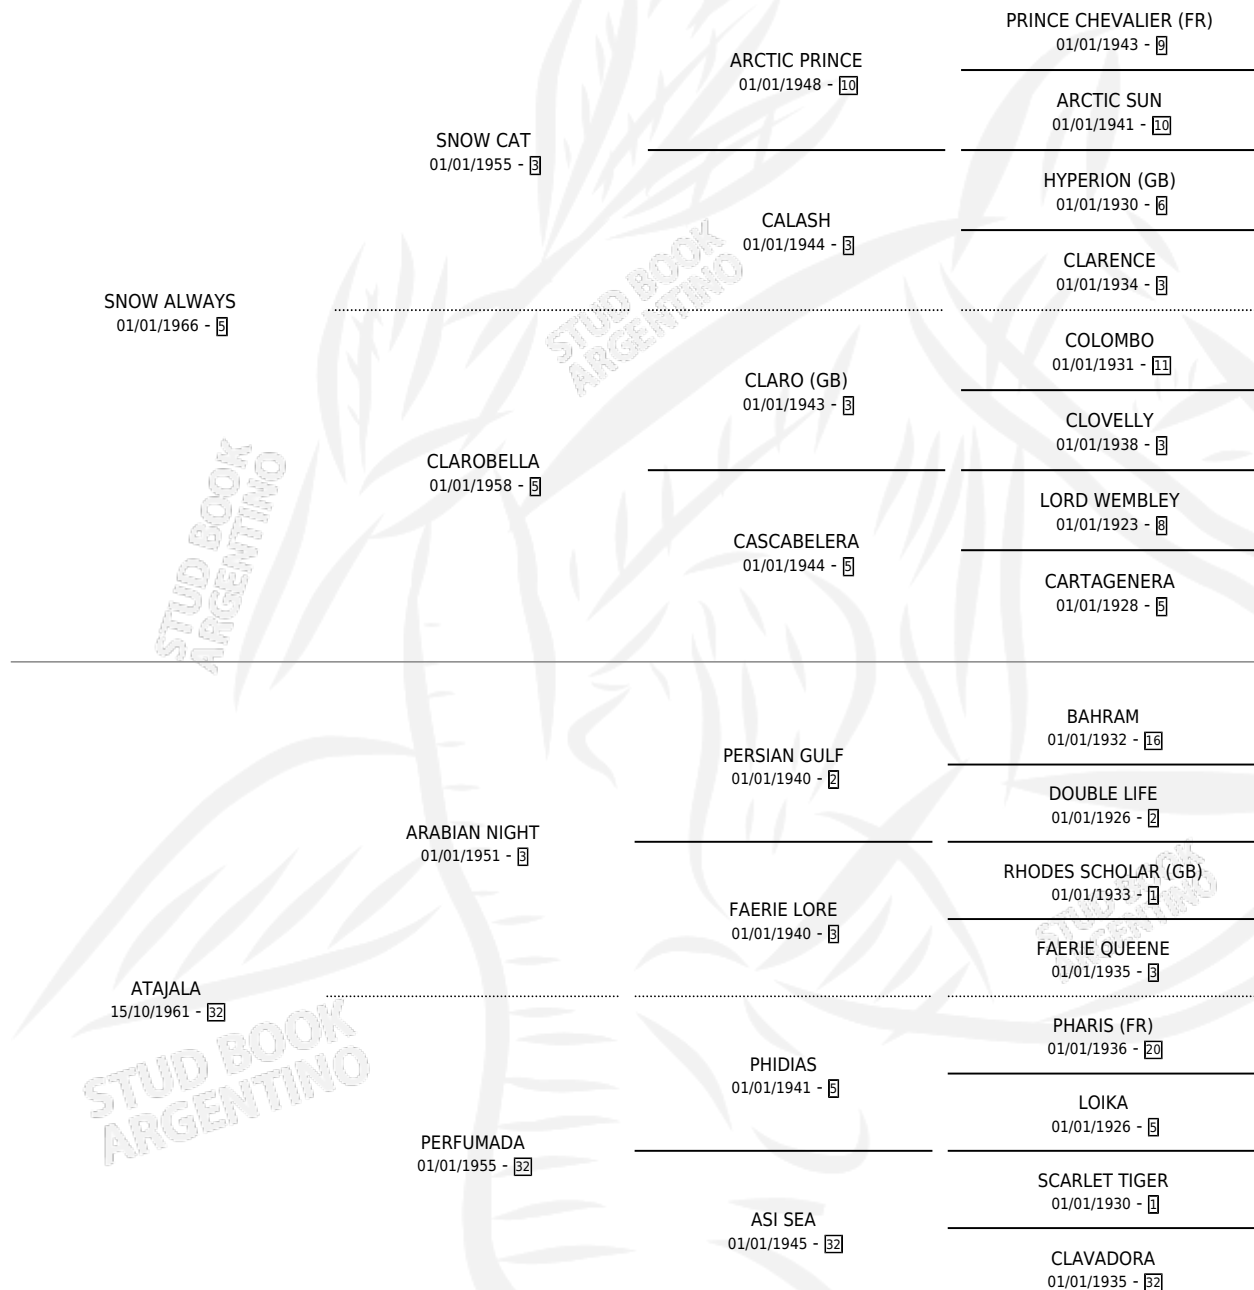 PRINCE CHEVALIER (FR)
01/01/1943 - 9
ARCTIC PRINCE
01/01/1948 - 10
ARCTIC SUN
01/01/1941 - 10
SNOW CAT
01/01/1955 - 3
HYPERION (GB)
01/01/1930 - 6
CALASH
01/01/1944 - 3
CLARENCE
01/01/1934 - 3
SNOW ALWAYS
01/01/1966 - 5
COLOMBO
01/01/1931 - 11
CLARO (GB)
01/01/1943 - 3
CLOVELLY
01/01/1938 - 3
CLAROBELLA
01/01/1958 - 5
LORD WEMBLEY
01/01/1923 - 8
CASCABELERA
01/01/1944 - 5
CARTAGENERA
01/01/1928 - 5
BAHRAM
01/01/1932 - 16
PERSIAN GULF
01/01/1940 - 2
DOUBLE LIFE
01/01/1926 - 2
ARABIAN NIGHT
01/01/1951 - 3
RHODES SCHOLAR (GB)
01/01/1933 - 1
FAERIE LORE
01/01/1940 - 3
FAERIE QUEENE
01/01/1935 - 3
ATAJALA
15/10/1961 - 32
PHARIS (FR)
01/01/1936 - 20
PHIDIAS
01/01/1941 - 5
LOIKA
01/01/1926 - 5
PERFUMADA
01/01/1955 - 32
SCARLET TIGER
01/01/1930 - 1
ASI SEA
01/01/1945 - 32
CLAVADORA
01/01/1935 - 32
STUD BOOK
ARGENTINO
STUD BOOK
ARGENTINO
STUD BOOK
ARGENTINO
STUD BOOK
ARGENTINO